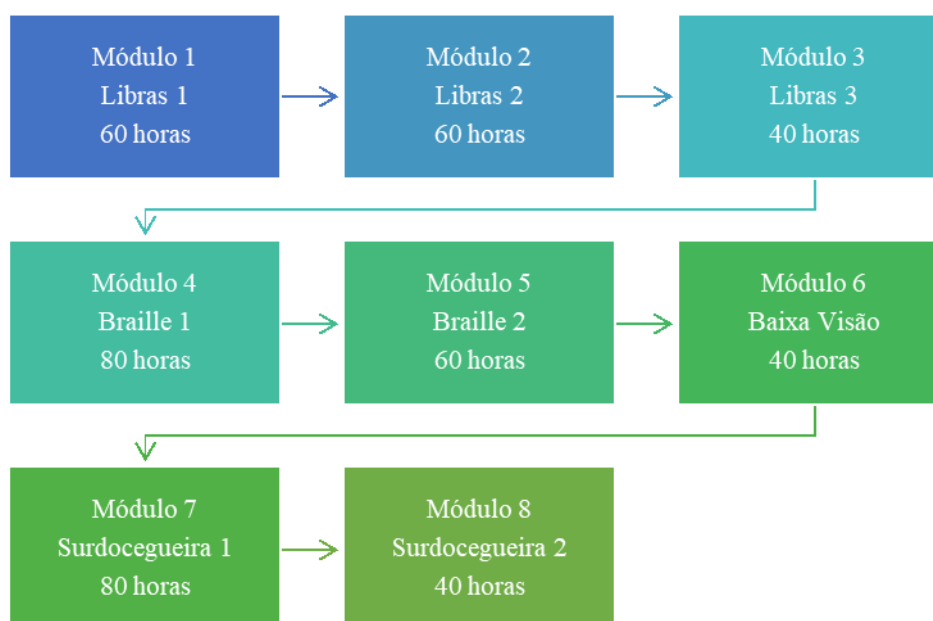 Módulo 1
Libras 1
60 horas
Módulo 2
Libras 2
60 horas
Módulo 3
Libras 3
40 horas
Módulo 4
Braille 1
80 horas
Módulo 5
Braille 2
60 horas
Módulo 6
Baixa Visão
40 horas
Módulo 7
Surdocegueira 1
80 horas
Módulo 8
Surdocegueira 2
40 horas